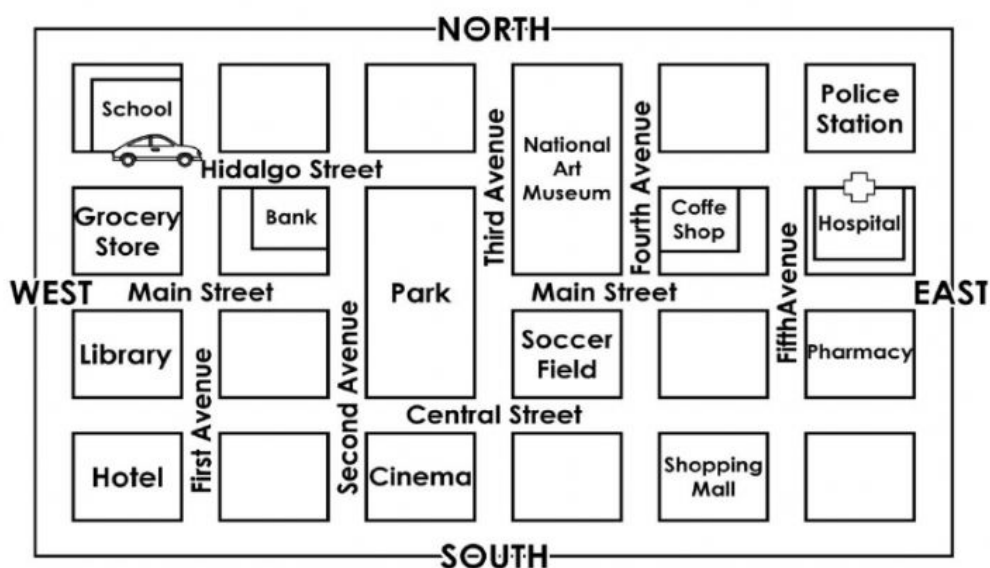 NORTH
School
Police
Station
National
Art
Museum
Third Avenue
Fourth Avenue
Hidalgo Street
Grocery
Store
Bank
Coffe
Shop
Hospital
WEST
Main Street
Park
Main Street
EAST
FifthAvenue
Library
First Avenue
Second Avenue
Soccer
Field
Pharmacy
Central Street
Hotel
Cinema
Shopping
Mall
SOUTH